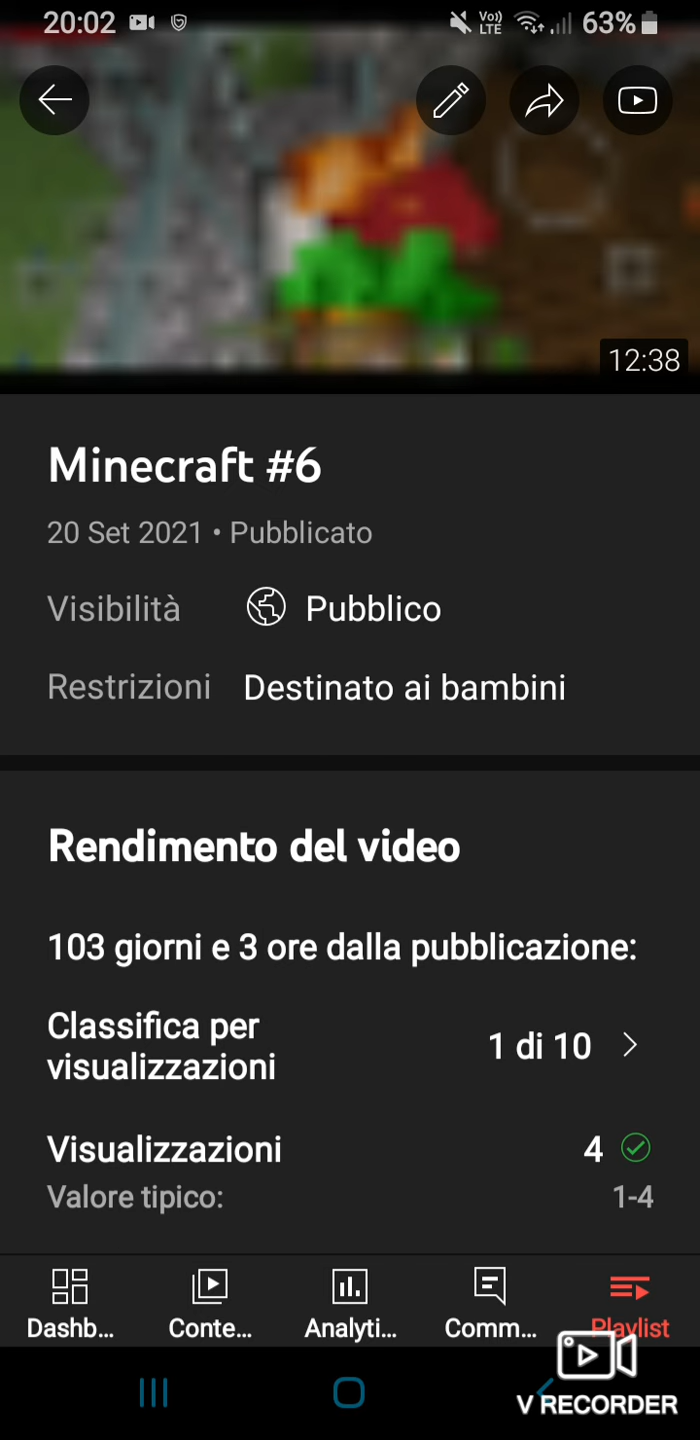 20:02 Vo)) LTE 63%
12:38
Minecraft #6
20 Set 2021 • Pubblicato
Visibilità Pubblico
Restrizioni Destinato ai bambini
Rendimento del video
103 giorni e 3 ore dalla pubblicazione:
Classifica per
visualizzazioni
1 di 10
Visualizzazioni 4
Valore tipico: 1-4
Dashb... Conte... Analyti... Comm... Playlist
V RECORDER